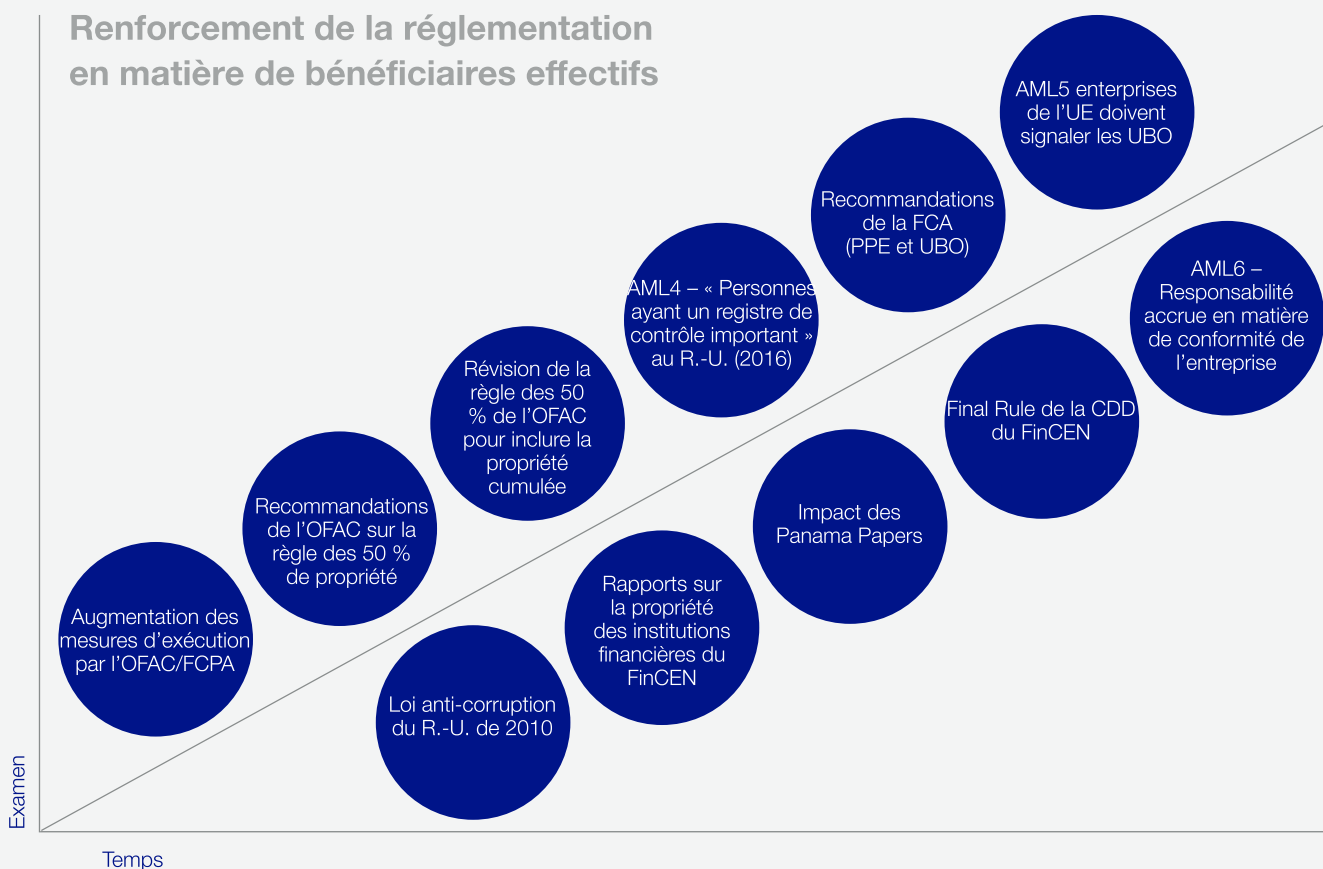 Renforcement de la réglementation
en matière de bénéficiaires effectifs
AML5 enterprises
de l’UE doivent
signaler les UBO
Recommandations
de la FCA
(PPE et UBO)
AML4 – « Personnes
ayant un registre de
contrôle important »
au R.-U. (2016)
AML6 –
Responsabilité
accrue en matière
de conformité de
l’entreprise
Révision de la
règle des 50
% de l’OFAC
pour inclure la
propriété
cumulée
Final Rule de la CDD
du FinCEN
Recommandations
de l’OFAC sur la
règle des 50 %
de propriété
Impact des
Panama Papers
Augmentation des
mesures d’exécution
par l’OFAC/FCPA
Rapports sur
la propriété
des institutions
financières du
FinCEN
Loi anti-corruption
du R.-U. de 2010
Examen
Temps